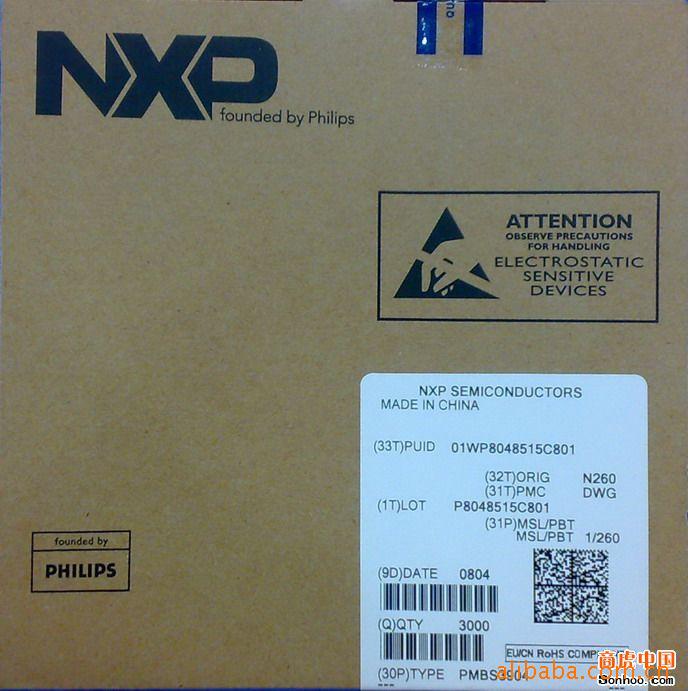 NXP
founded by Philips
QU
ATTENTION
OBSERVE PRECAUTIONS
FOR HANDLING
ELECTROSTATIC
SENSITIVE
DEVICES
NXP SEMICONDUCTORS
MADE IN CHINA
(33T)PUID 01WP8048515C801
(32T)ORIG N260
(31T)PMC DWG
(1T)LOT P8048515C801
(31P)MSL/PBT
MSL/PBT 1/260
(9D)DATE 0804
(Q)QTY 3000
EU/CN RoHS
(30P)TYPE PMBS3904
founded by
PHILIPS
商虎中国
Sonhoo.com
alibaba.com.cn